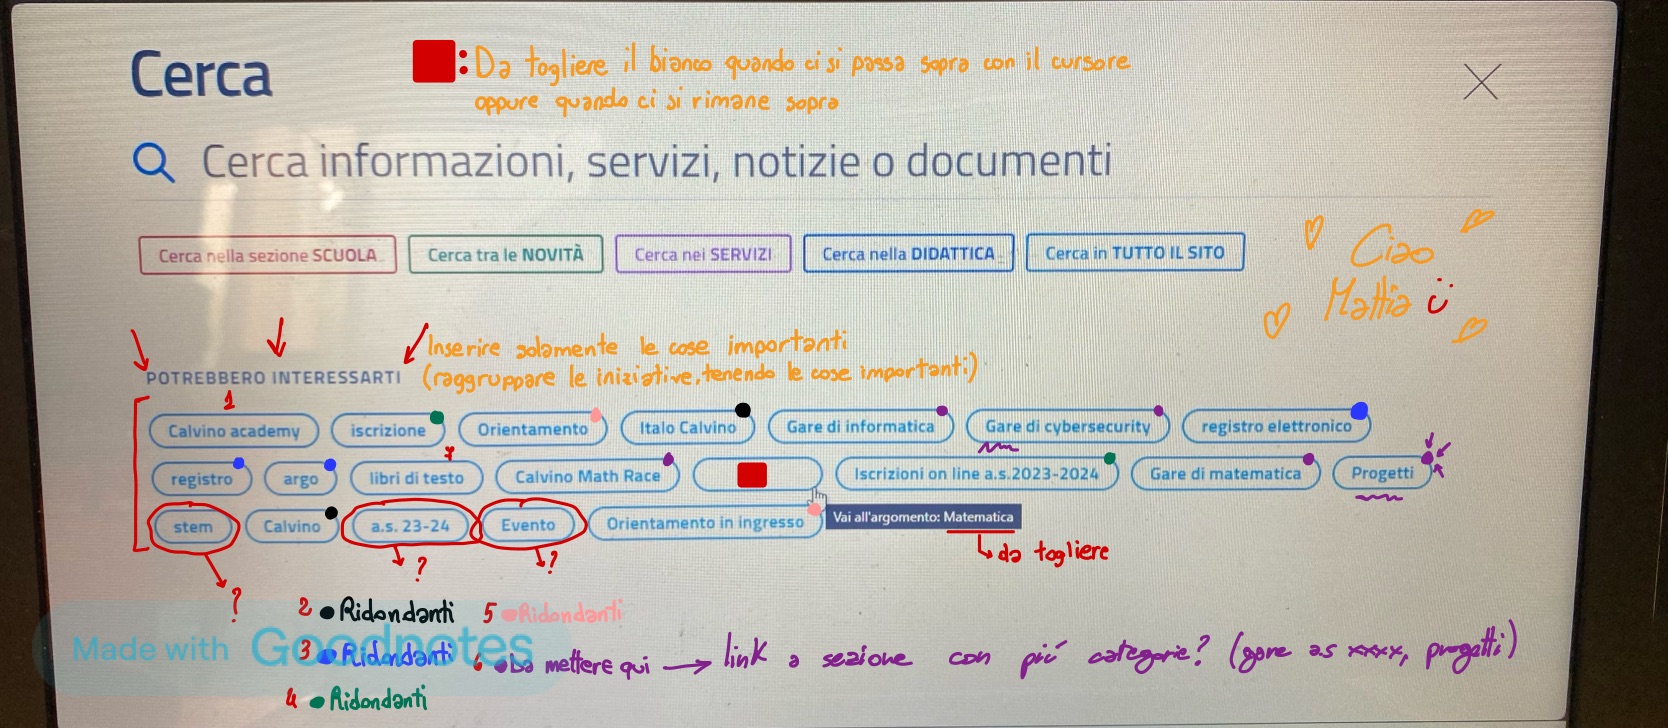 Cerca
: Da togliere il bianco quando ci si passa sopra con il cursore
oppure quando ci si rimane sopra
Cerca informazioni, servizi, notizie o documenti
Cerca nella sezione SCUOLA
Cerca tra le NOVITÀ
Cerca nei SERVIZI
Cerca nella DIDATTICA
Cerca in TUTTO IL SITO
Ciao
Mattia
Inserire solamente le cose importanti
(raggruppare le iniziative, tenendo le cose importanti)
POTREBBERO INTERESSARTI
1
Calvino academy
iscrizione
Orientamento
Italo Calvino
Gare di informatica
Gare di cybersecurity
registro elettronico
registro
argo
libri di testo
Calvino Math Race
Iscrizioni on line a.s.2023-2024
Gare di matematica
Progetti
stem
Calvino
a.s. 23-24
Evento
Orientamento in ingresso
Vai all'argomento: Matematica
da togliere
?
?
?
2 Ridondanti
5 Ridondanti
Made with Goodnotes
3 Ridondanti
6 Da mettere qui → link a sezione con più categorie? (gare as xxxx, progetti)
4 Ridondanti